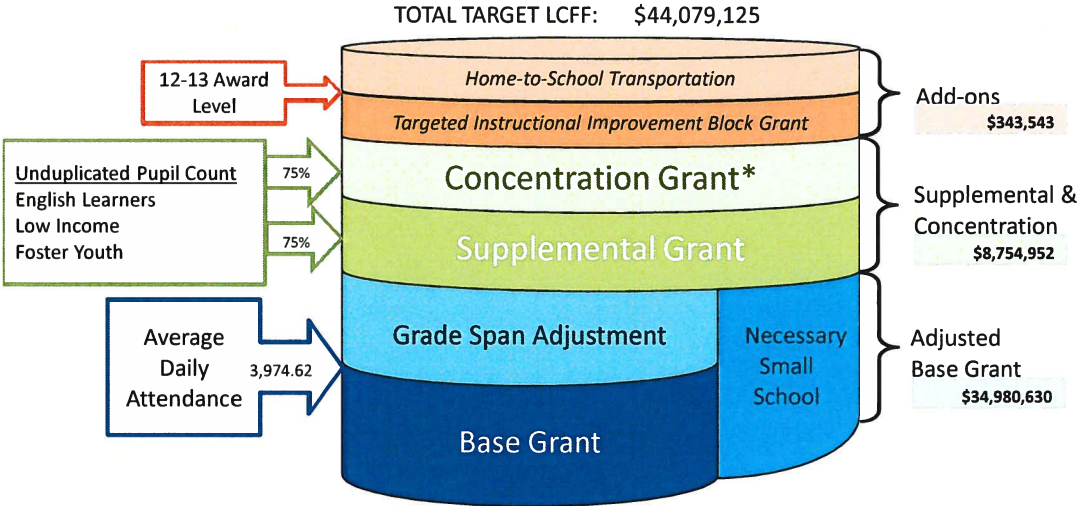 TOTAL TARGET LCFF: $44,079,125
12-13 Award
Level
Home-to-School Transportation
Targeted Instructional Improvement Block Grant
Add-ons
$343,543
Unduplicated Pupil Count
English Learners
Low Income
Foster Youth
75%
75%
Concentration Grant*
Supplemental Grant
Supplemental &
Concentration
$8,754,952
Average
Daily
Attendance
3,974.62
Grade Span Adjustment
Base Grant
Necessary
Small
School
Adjusted
Base Grant
$34,980,630